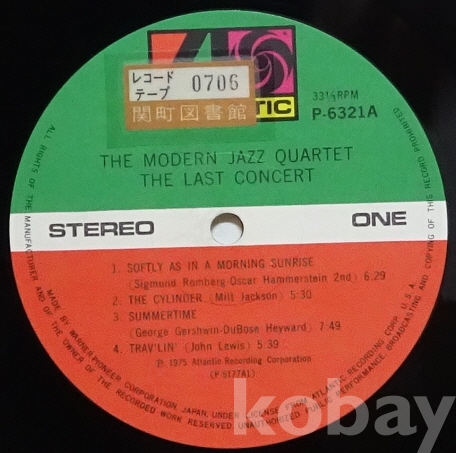 レコード
テープ 0706
関町図書館
TIC
33⅓RPM
P-6321A
THE MODERN JAZZ QUARTET
THE LAST CONCERT
STEREO ONE
1. SOFTLY AS IN A MORNING SUNRISE
(Sigmund Romberg-Oscar Hammerstein 2nd) 6:29
2. THE CYLINDER (Milt Jackson) 5:30
3. SUMMERTIME
(George Gershwin-DuBose Heyward) 7:49
4. TRAV'LIN' (John Lewis) 5:39
℗ 1975 Atlantic Recording Corporation
(P-5177A1)
ALL RIGHTS OF THE MANUFACTURER AND OF THE OWNER OF THE RECORDED WORK RESERVED. UNAUTHORIZED PUBLIC PERFORMANCE BROADCASTING AND COPYING OF THIS RECORD PROHIBITED
MADE BY WARNER-PIONEER CORPORATION, JAPAN, UNDER LICENSE FROM ATLANTIC RECORDING CORP. U.S.A.
kobay